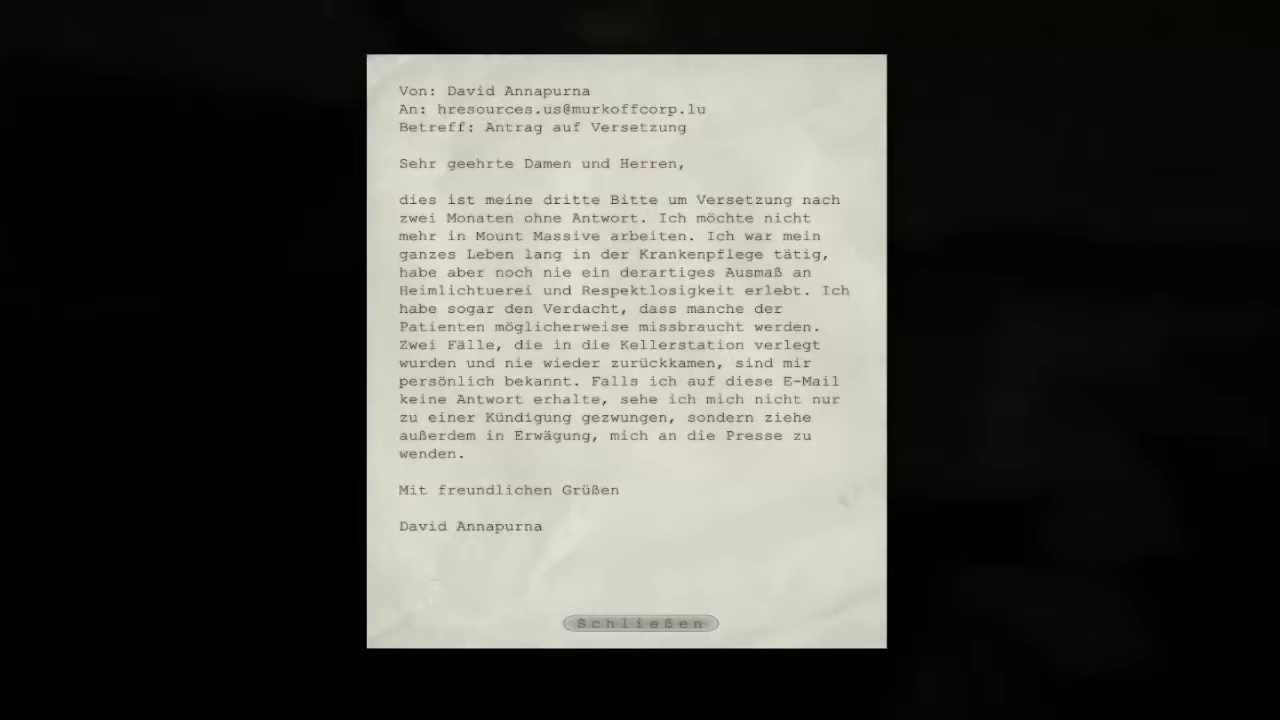 Von: David Annapurna
An: hresources.us@murkoffcorp.lu
Betreff: Antrag auf Versetzung
Sehr geehrte Damen und Herren,
dies ist meine dritte Bitte um Versetzung nach
zwei Monaten ohne Antwort. Ich möchte nicht
mehr in Mount Massive arbeiten. Ich war mein
ganzes Leben lang in der Krankenpflege tätig,
habe aber noch nie ein derartiges Ausmaß an
Heimlichtuerei und Respektlosigkeit erlebt. Ich
habe sogar den Verdacht, dass manche der
Patienten möglicherweise missbraucht werden.
Zwei Fälle, die in die Kellerstation verlegt
wurden und nie wieder zurückkamen, sind mir
persönlich bekannt. Falls ich auf diese E-Mail
keine Antwort erhalte, sehe ich mich nicht nur
zu einer Kündigung gezwungen, sondern ziehe
außerdem in Erwägung, mich an die Presse zu
wenden.
Mit freundlichen Grüßen
David Annapurna
Schließen